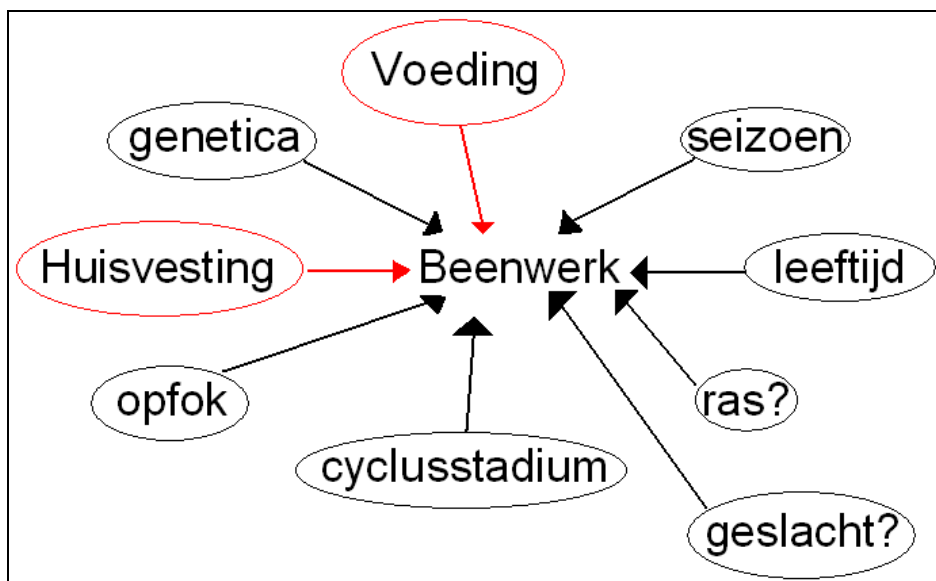 Voeding
genetica
seizoen
Huisvesting
Beenwerk
leeftijd
opfok
ras?
cyclusstadium
geslacht?